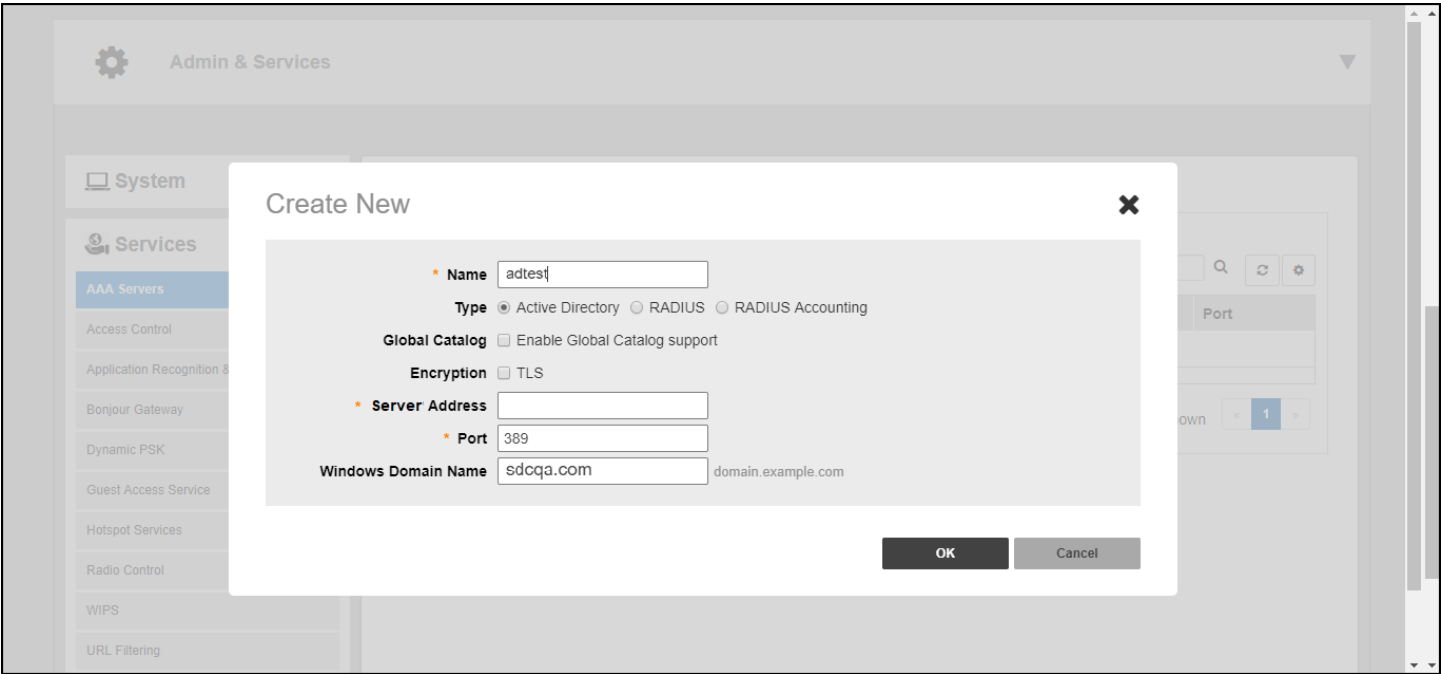 Admin & Services
System
Services
AAA Servers
Access Control
Application Recognition &
Bonjour Gateway
Dynamic PSK
Guest Access Service
Hotspot Services
Radio Control
WIPS
URL Filtering
Create New
* Name adtest
Type Active Directory RADIUS RADIUS Accounting
Global Catalog Enable Global Catalog support
Encryption TLS
* Server Address
* Port 389
Windows Domain Name sdcqa.com domain.example.com
OK Cancel
Port
own « 1 »